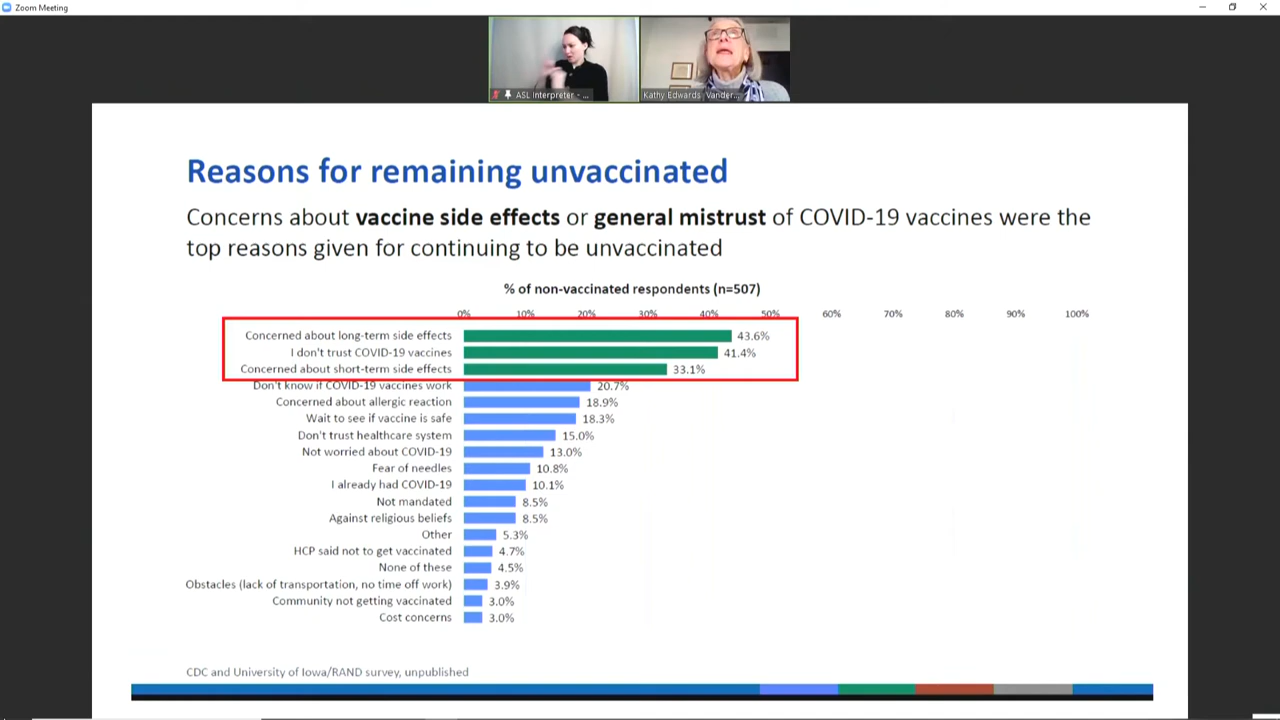 Zoom Meeting
ASL Interpreter - ...
Kathy Edwards Vander...
Reasons for remaining unvaccinated
Concerns about vaccine side effects or general mistrust of COVID-19 vaccines were the
top reasons given for continuing to be unvaccinated
% of non-vaccinated respondents (n=507)
0% 10% 20% 30% 40% 50% 60% 70% 80% 90% 100%
Concerned about long-term side effects 43.6%
I don't trust COVID-19 vaccines 41.4%
Concerned about short-term side effects 33.1%
Don't know if COVID-19 vaccines work 20.7%
Concerned about allergic reaction 18.9%
Wait to see if vaccine is safe 18.3%
Don't trust healthcare system 15.0%
Not worried about COVID-19 13.0%
Fear of needles 10.8%
I already had COVID-19 10.1%
Not mandated 8.5%
Against religious beliefs 8.5%
Other 5.3%
HCP said not to get vaccinated 4.7%
None of these 4.5%
Obstacles (lack of transportation, no time off work) 3.9%
Community not getting vaccinated 3.0%
Cost concerns 3.0%
CDC and University of Iowa/RAND survey, unpublished